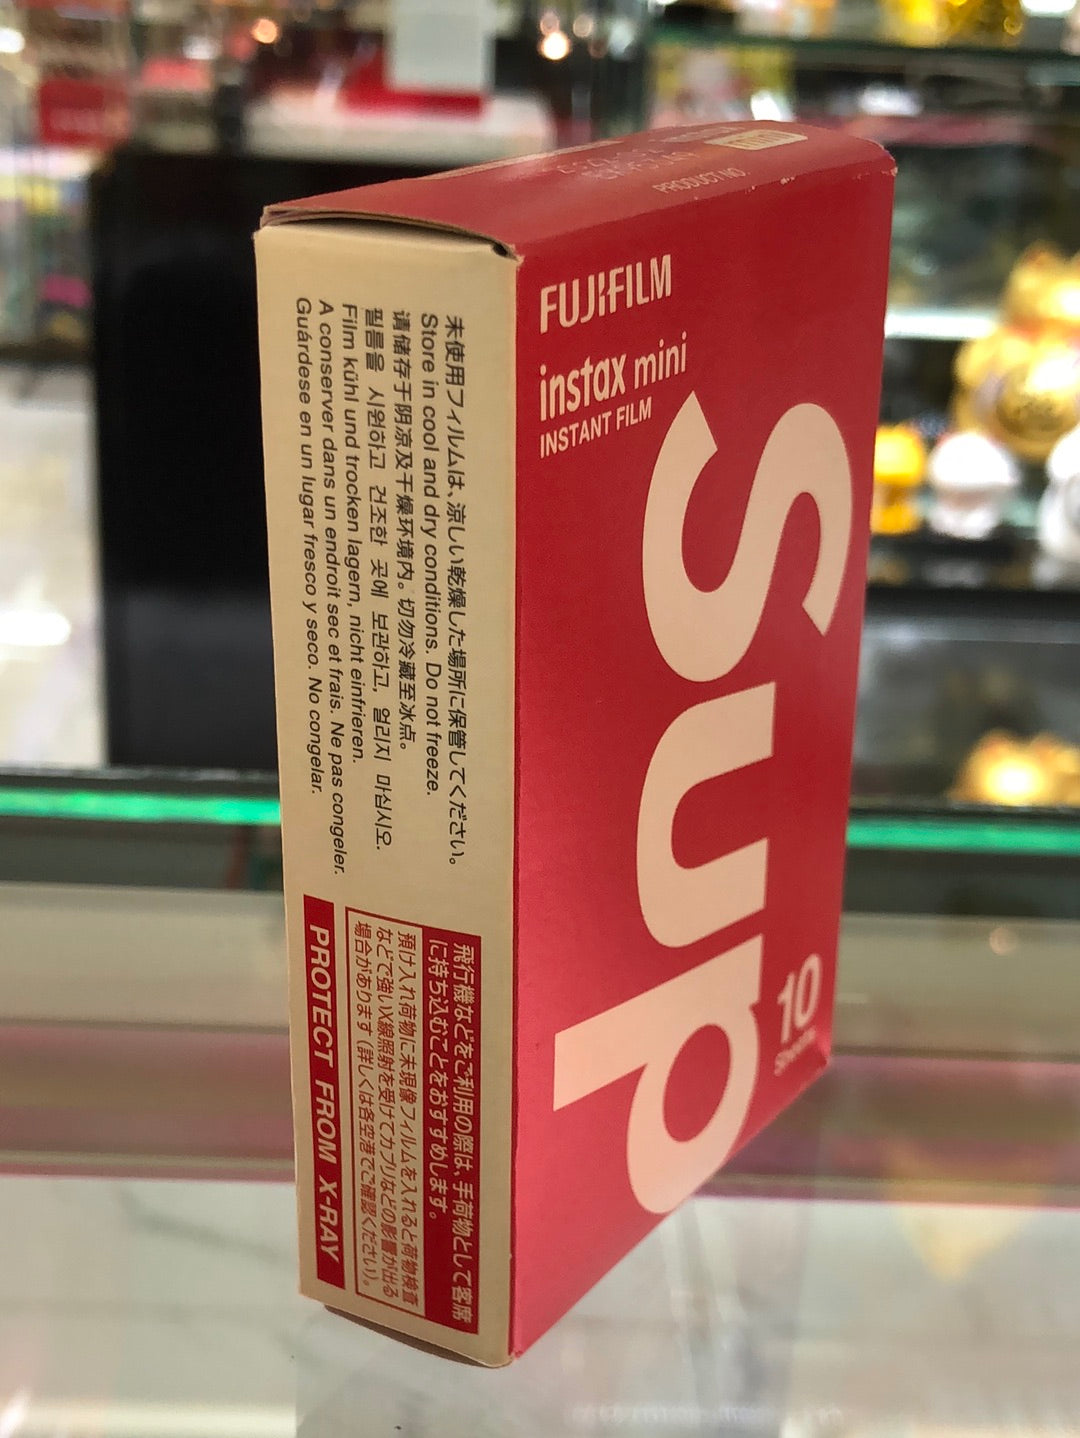 PRODUCT NO.
FUJIFILM
instax mini
INSTANT FILM
Sup
10
Sheets
未使用フィルムは、涼しい乾燥した場所に保管してください。
Store in cool and dry conditions. Do not freeze.
请储存于阴凉及干燥环境内。切勿冷藏至冰点。
필름을 시원하고 건조한 곳에 보관하고, 얼리지 마십시오.
Film kühl und trocken lagern, nicht einfrieren.
A conserver dans un endroit sec et frais. Ne pas congeler.
Guárdese en un lugar fresco y seco. No congelar.
飛行機などをご利用の際は、手荷物として客席
に持ち込むことをおすすめします。
預け入れ荷物に未現像フィルムを入れると荷物検査
などで強いX線照射を受けてカブリなどの影響が出る
場合があります（詳しくは各空港でご確認ください）。
PROTECT FROM X-RAY